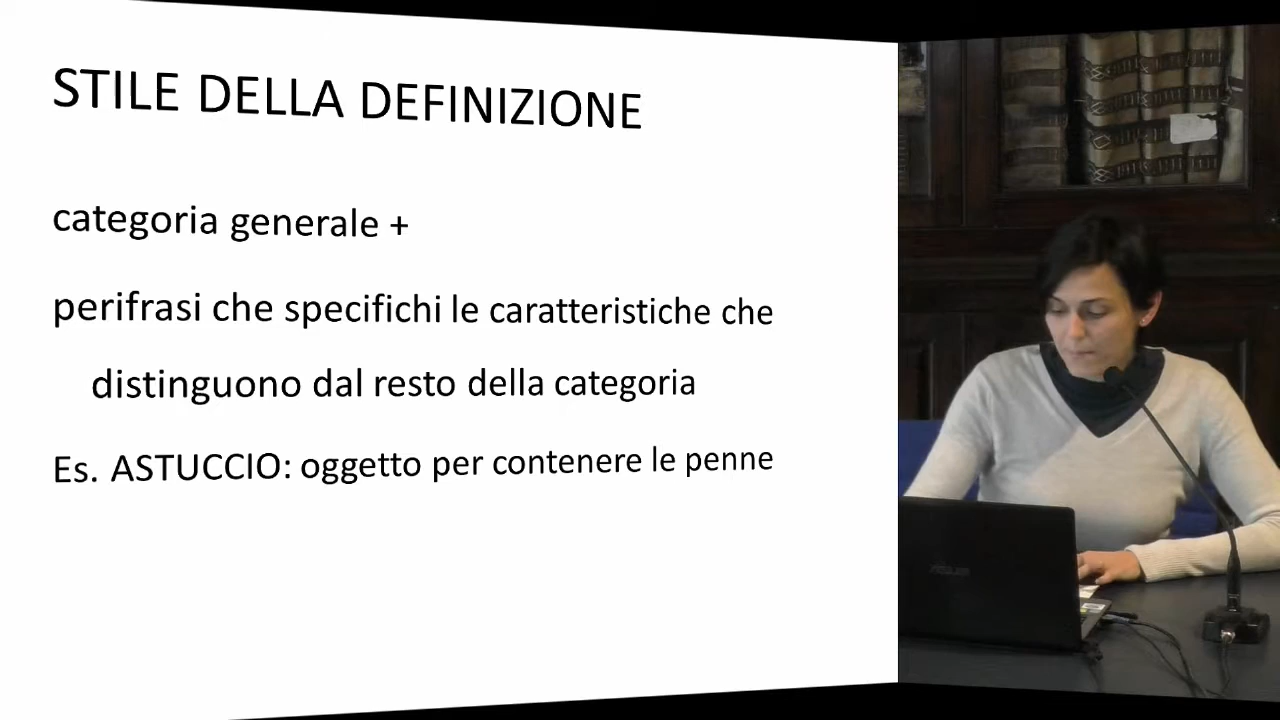 STILE DELLA DEFINIZIONE
categoria generale +
perifrasi che specifichi le caratteristiche che
distinguono dal resto della categoria
Es. ASTUCCIO: oggetto per contenere le penne